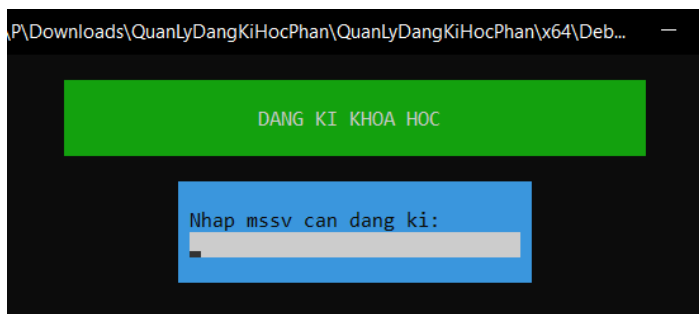 \P\Downloads\QuanLyDangKiHocPhan\QuanLyDangKiHocPhan\x64\Deb...
DANG KI KHOA HOC
Nhap mssv can dang ki: